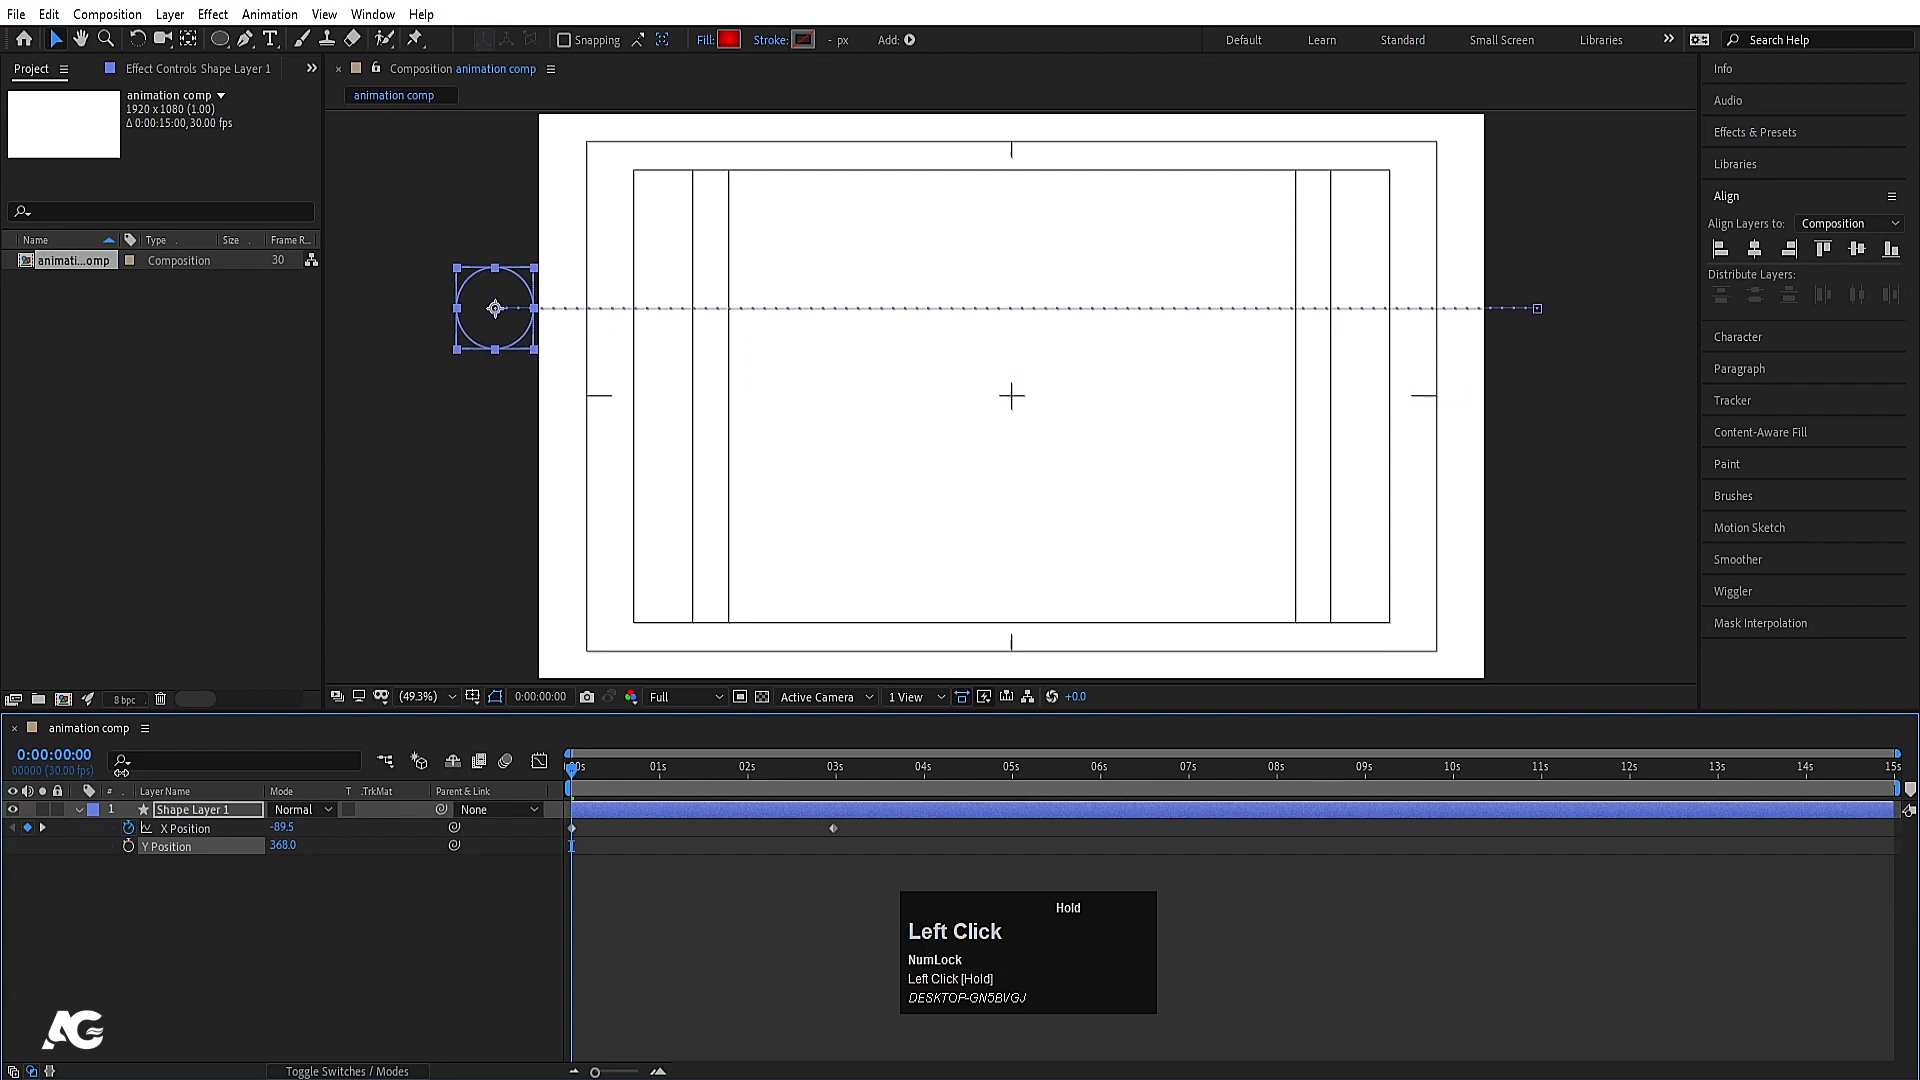 File Edit Composition Layer Effect Animation View Window Help
Snapping Fill: Stroke: - px Add: Default Learn Standard Small Screen Libraries Search Help
Project Effect Controls Shape Layer 1
Composition animation comp
animation comp
animation comp
1920 x 1080 (1.00)
Δ 0:00:15:00, 30.00 fps
Name Type Size Frame R...
animati...omp Composition 30
8 bpc
(49.3%) 0:00:00:00 Full Active Camera 1 View +0.0
Info
Audio
Effects & Presets
Libraries
Align
Align Layers to: Composition
Distribute Layers:
Character
Paragraph
Tracker
Content-Aware Fill
Paint
Brushes
Motion Sketch
Smoother
Wiggler
Mask Interpolation
animation comp
0:00:00:00
00000 (30.00 fps)
00s 01s 02s 03s 04s 05s 06s 07s 08s 09s 10s 11s 12s 13s 14s 15s
# Layer Name Mode T .TrkMat Parent & Link
1 Shape Layer 1 Normal None
X Position -89.5
Y Position 368.0
Hold
Left Click
NumLock
Left Click [Hold]
DESKTOP-GN5BVGJ
AG
Toggle Switches / Modes